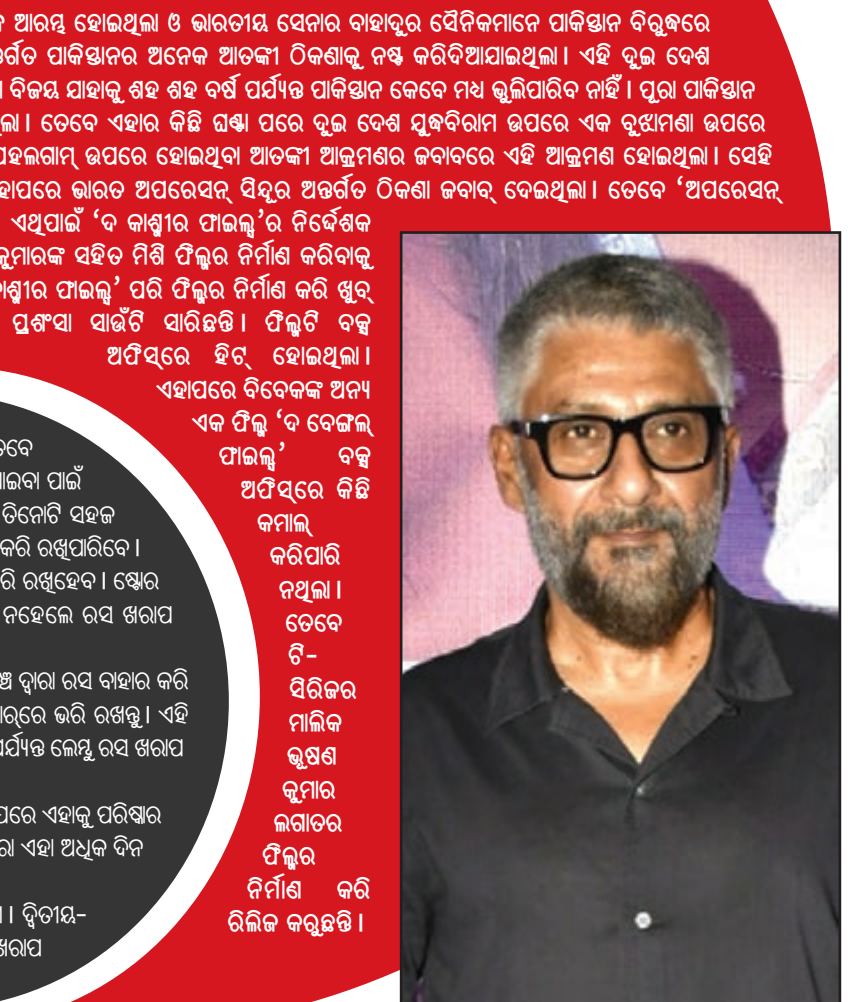 ଆରମ୍ଭ ହୋଇଥିଲା ଓ ଭାରତୀୟ ସେନାର ବାହାଦୁର ସୈନିକମାନେ ପାକିସ୍ତାନ ବିରୁଦ୍ଧରେ
ପାକିସ୍ତାନର ଅନେକ ଆତଙ୍କୀ ଠିକଣାକୁ ନଷ୍ଟ କରିଦିଆଯାଇଥିଲା। ଏହି ଦୁଇ ଦେଶ
ବିଜୟ ଯାହାକୁ ଶହ ଶହ ବର୍ଷ ପର୍ଯ୍ୟନ୍ତ ପାକିସ୍ତାନ କେବେ ମଧ୍ୟ ଭୁଲିପାରିବ ନାହିଁ। ପୂରା ପାକିସ୍ତାନ
ତେବେ ଏହାର କିଛି ଘଣ୍ଟା ପରେ ଦୁଇ ଦେଶ ଯୁଦ୍ଧବିରାମ ଉପରେ ଏକ ବୁଝାମଣା ଉପରେ
ପହଲଗାମ୍ ଉପରେ ହୋଇଥିବା ଆତଙ୍କୀ ଆକ୍ରମଣର ଜବାବରେ ଏହି ଆକ୍ରମଣ ହୋଇଥିଲା। ସେହି
ଭାରତ ଅପରେସନ୍ ସିନ୍ଦୂର ଅନ୍ତର୍ଗତ ଠିକଣା ଜବାବ୍ ଦେଇଥିଲା। ତେବେ ‘ଅପରେସନ୍
ଏଥିପାଇଁ ‘ଦ କାଶ୍ମୀର ଫାଇଲ୍ସ’ର ନିର୍ଦ୍ଦେଶକ
କୁମାରଙ୍କ ସହିତ ମିଶି ଫିଲ୍ମର ନିର୍ମାଣ କରିବାକୁ
ଫାଇଲ୍ସ’ ପରି ଫିଲ୍ମର ନିର୍ମାଣ କରି ଖୁବ୍
ପ୍ରଶଂସା ସାଉଁଟି ସାରିଛନ୍ତି। ଫିଲ୍ମଟି ବକ୍ସ
ଅଫିସ୍‌ରେ ହିଟ୍ ହୋଇଥିଲା।
ଏହାପରେ ବିବେକଙ୍କ ଅନ୍ୟ
ଏକ ଫିଲ୍ମ ‘ଦ ବେଙ୍ଗଲ୍
ଫାଇଲ୍ସ’ ବକ୍ସ
ଅଫିସ୍‌ରେ କିଛି
କମାଲ୍
କରିପାରି
ନଥିଲା।
ତେବେ
ଟି-
ସିରିଜର
ମାଲିକ
ଭୂଷଣ
କୁମାର
ଲଗାତର
ଫିଲ୍ମର
ନିର୍ମାଣ କରି
ରିଲିଜ କରୁଛନ୍ତି।
ପାଇଁ
ତିନୋଟି ସହଜ
କରି ରଖିପାରିବେ।
ରଖିହେବ। ଷ୍ଟୋର
ନହେଲେ ରସ ଖରାପ
ଦ୍ୱାରା ରସ ବାହାର କରି
ଭରି ରଖନ୍ତୁ। ଏହି
ପର୍ଯ୍ୟନ୍ତ ଲେମ୍ବୁ ରସ ଖରାପ
ଏହାକୁ ପରିଷ୍କାର
ଏହା ଅଧିକ ଦିନ
ଦ୍ୱିତୀୟ-
ଖରାପ